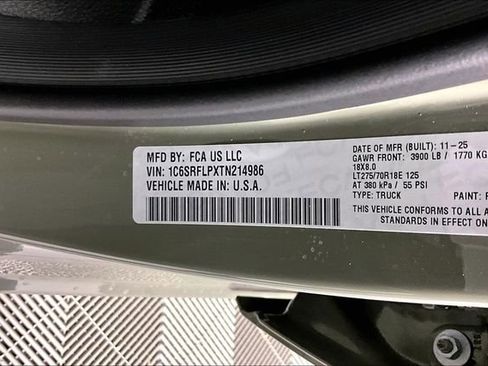 MFD BY: FCA US LLC
VIN: 1C6SRFLPXTN214986
VEHICLE MADE IN U.S.A.
DATE OF MFR (BUILT): 11-25
GAWR FRONT: 3900 LB / 1770 KG
18X8.0
LT275/70R18E 125
AT 380 kPa / 55 PSI
TYPE: TRUCK
PAINT:
THIS VEHICLE CONFORMS TO ALL A
STANDARDS IN EFFECT ON